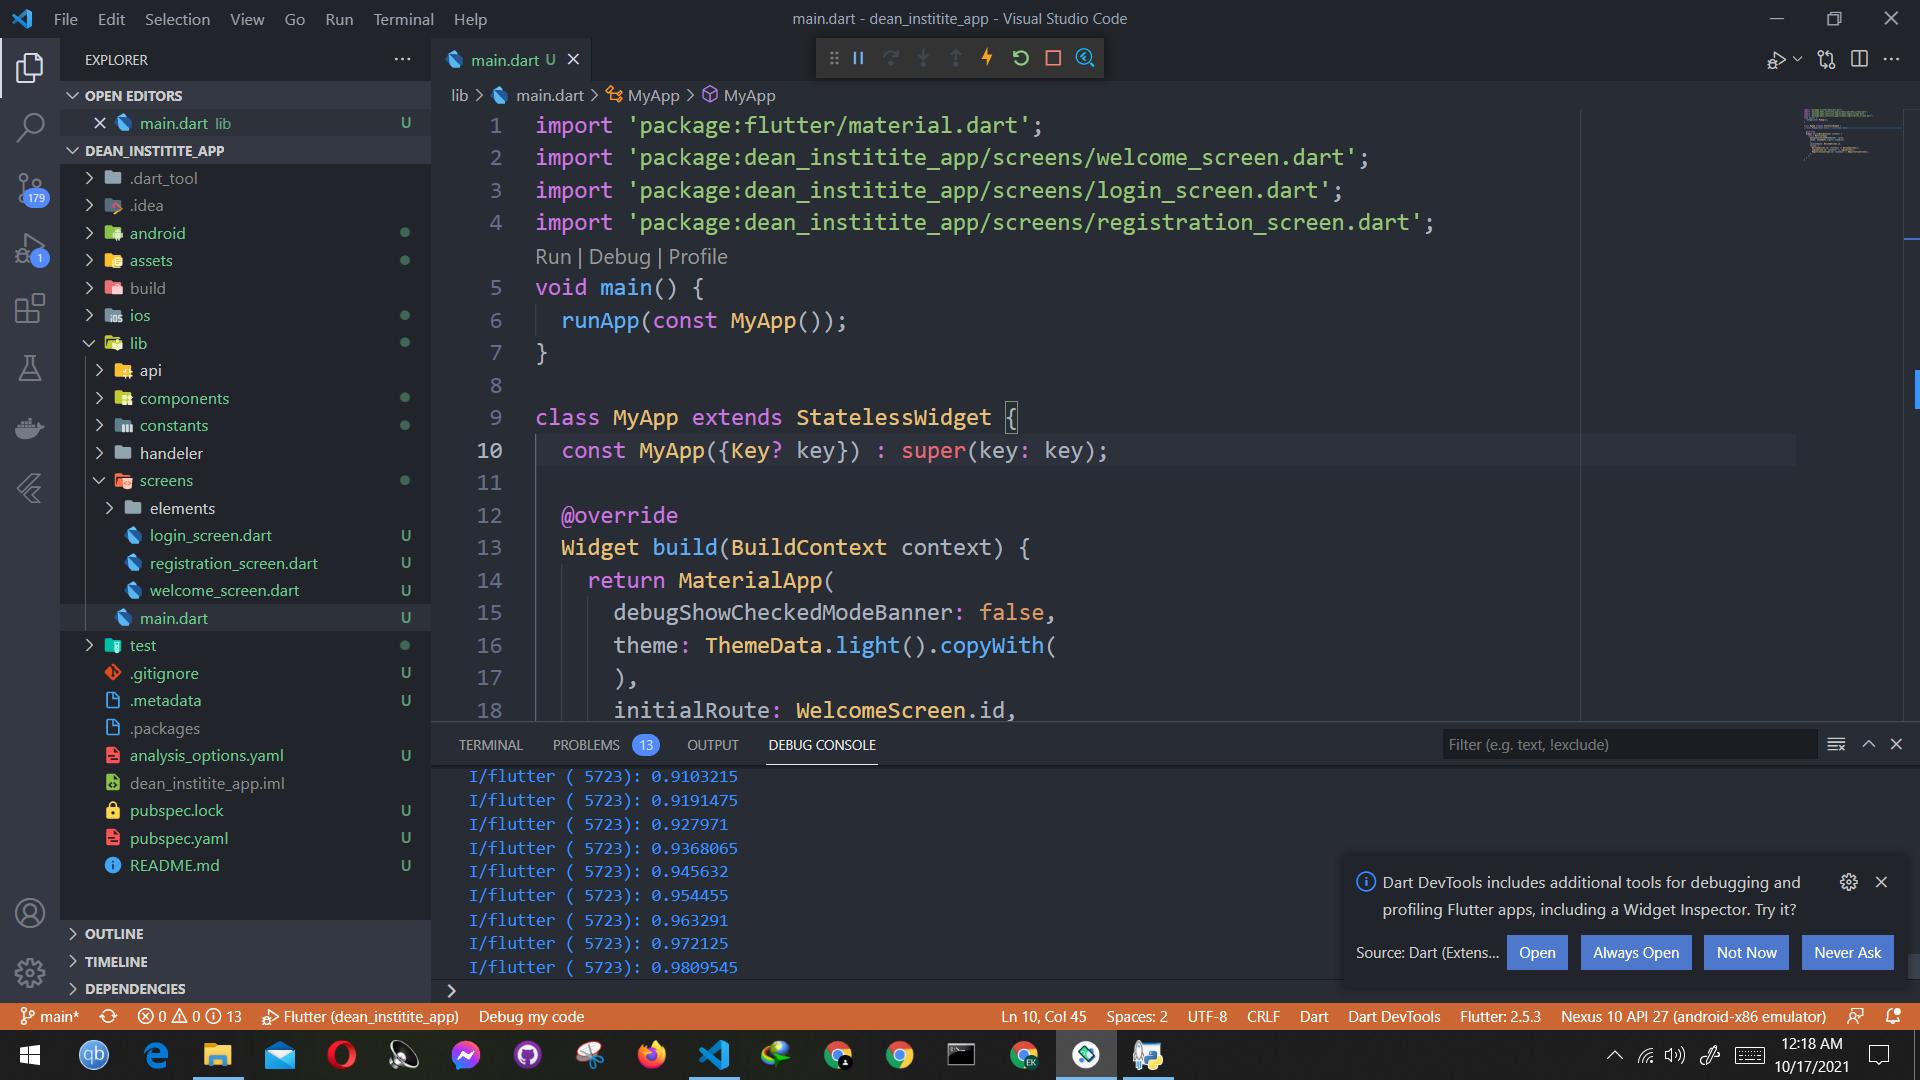 File Edit Selection View Go Run Terminal Help
main.dart - dean_institite_app - Visual Studio Code
EXPLORER
OPEN EDITORS
main.dart lib U
DEAN_INSTITITE_APP
.dart_tool
.idea
android
assets
build
ios
lib
api
components
constants
handeler
screens
elements
login_screen.dart U
registration_screen.dart U
welcome_screen.dart U
main.dart U
test
.gitignore U
.metadata U
.packages
analysis_options.yaml U
dean_institite_app.iml
pubspec.lock U
pubspec.yaml U
README.md U
OUTLINE
TIMELINE
DEPENDENCIES
179
1
main.dart U
lib > main.dart > MyApp > MyApp
1 import 'package:flutter/material.dart';
2 import 'package:dean_institite_app/screens/welcome_screen.dart';
3 import 'package:dean_institite_app/screens/login_screen.dart';
4 import 'package:dean_institite_app/screens/registration_screen.dart';
Run | Debug | Profile
5 void main() {
6 runApp(const MyApp());
7 }
8
9 class MyApp extends StatelessWidget {
10 const MyApp({Key? key}) : super(key: key);
11
12 @override
13 Widget build(BuildContext context) {
14 return MaterialApp(
15 debugShowCheckedModeBanner: false,
16 theme: ThemeData.light().copyWith(
17 ),
18 initialRoute: WelcomeScreen.id,
TERMINAL PROBLEMS 13 OUTPUT DEBUG CONSOLE
Filter (e.g. text, !exclude)
I/flutter ( 5723): 0.9103215
I/flutter ( 5723): 0.9191475
I/flutter ( 5723): 0.927971
I/flutter ( 5723): 0.9368065
I/flutter ( 5723): 0.945632
I/flutter ( 5723): 0.954455
I/flutter ( 5723): 0.963291
I/flutter ( 5723): 0.972125
I/flutter ( 5723): 0.9809545
Dart DevTools includes additional tools for debugging and
profiling Flutter apps, including a Widget Inspector. Try it?
Source: Dart (Extens... Open Always Open Not Now Never Ask
main* 0 0 13 Flutter (dean_institite_app) Debug my code
Ln 10, Col 45 Spaces: 2 UTF-8 CRLF Dart Dart DevTools Flutter: 2.5.3 Nexus 10 API 27 (android-x86 emulator)
qb
EK
12:18 AM
10/17/2021